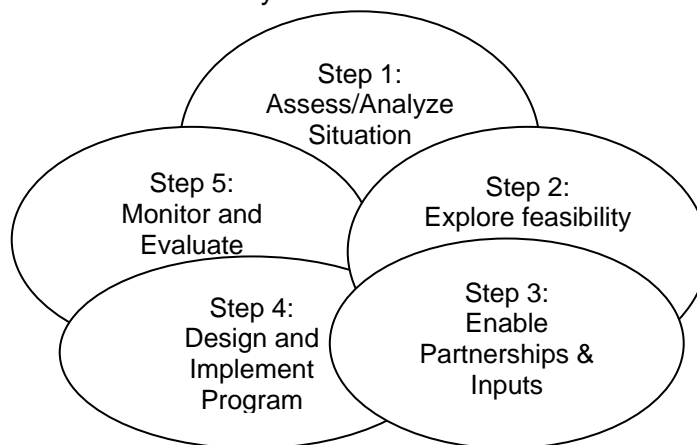 Step 1:
Assess/Analyze
Situation
Step 2:
Explore feasibility
Step 3:
Enable
Partnerships &
Inputs
Step 4:
Design and
Implement
Program
Step 5:
Monitor and
Evaluate